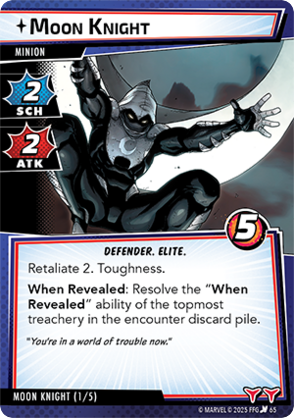 MOON KNIGHT
MINION
2
SCH
2
ATK
5
DEFENDER. ELITE.
Retaliate 2. Toughness.
When Revealed: Resolve the “When
Revealed” ability of the topmost
treachery in the encounter discard pile.
"You're in a world of trouble now."
MOON KNIGHT (1/5)
© MARVEL © 2025 FFG 65